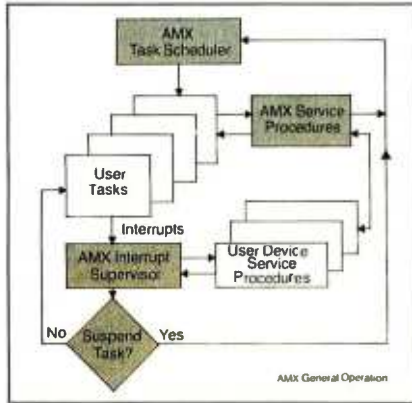 AMX
Task Scheduler
AMX Service
Procedures
User
Tasks
Interrupts
AMX Interrupt
Supervisor
User Device
Service
Procedures
No
Suspend
Task?
Yes
AMX General Operation